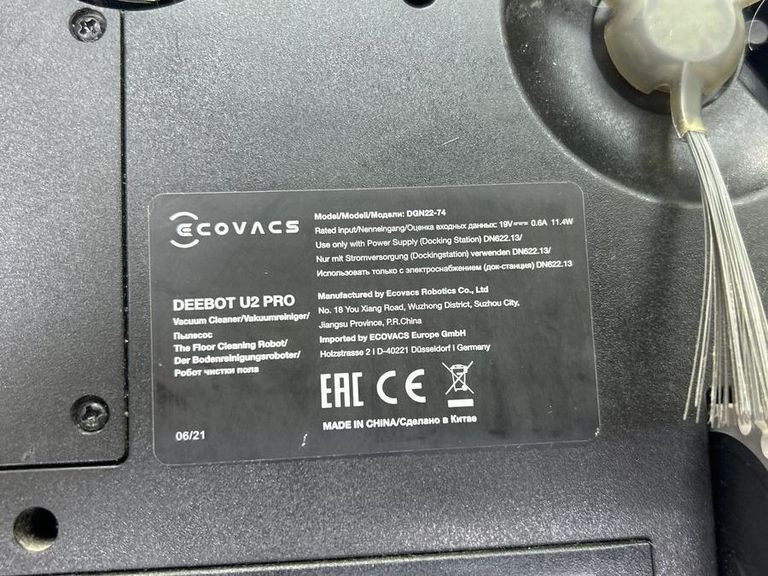 ECOVACS
DEEBOT U2 PRO
Vacuum Cleaner/Vakuumreiniger/
Пылесос
The Floor Cleaning Robot/
Der Bodenreinigungsroboter/
Робот чистки пола
06/21
Model/Modell/Модели: DGN22-74
Rated input/Nenneingang/Оценка входных данных: 19V 0.6A 11.4W
Use only with Power Supply (Docking Station) DN622.13/
Nur mit Stromversorgung (Dockingstation) verwenden DN622.13/
Использовать только с электроснабжением (док-станция) DN622.13
Manufactured by Ecovacs Robotics Co., Ltd
No. 18 You Xiang Road, Wuzhong District, Suzhou City,
Jiangsu Province, P.R.China
Imported by ECOVACS Europe GmbH
Holzstrasse 2 I D-40221 Düsseldorf I Germany
EAC CE
MADE IN CHINA/Сделано в Китае